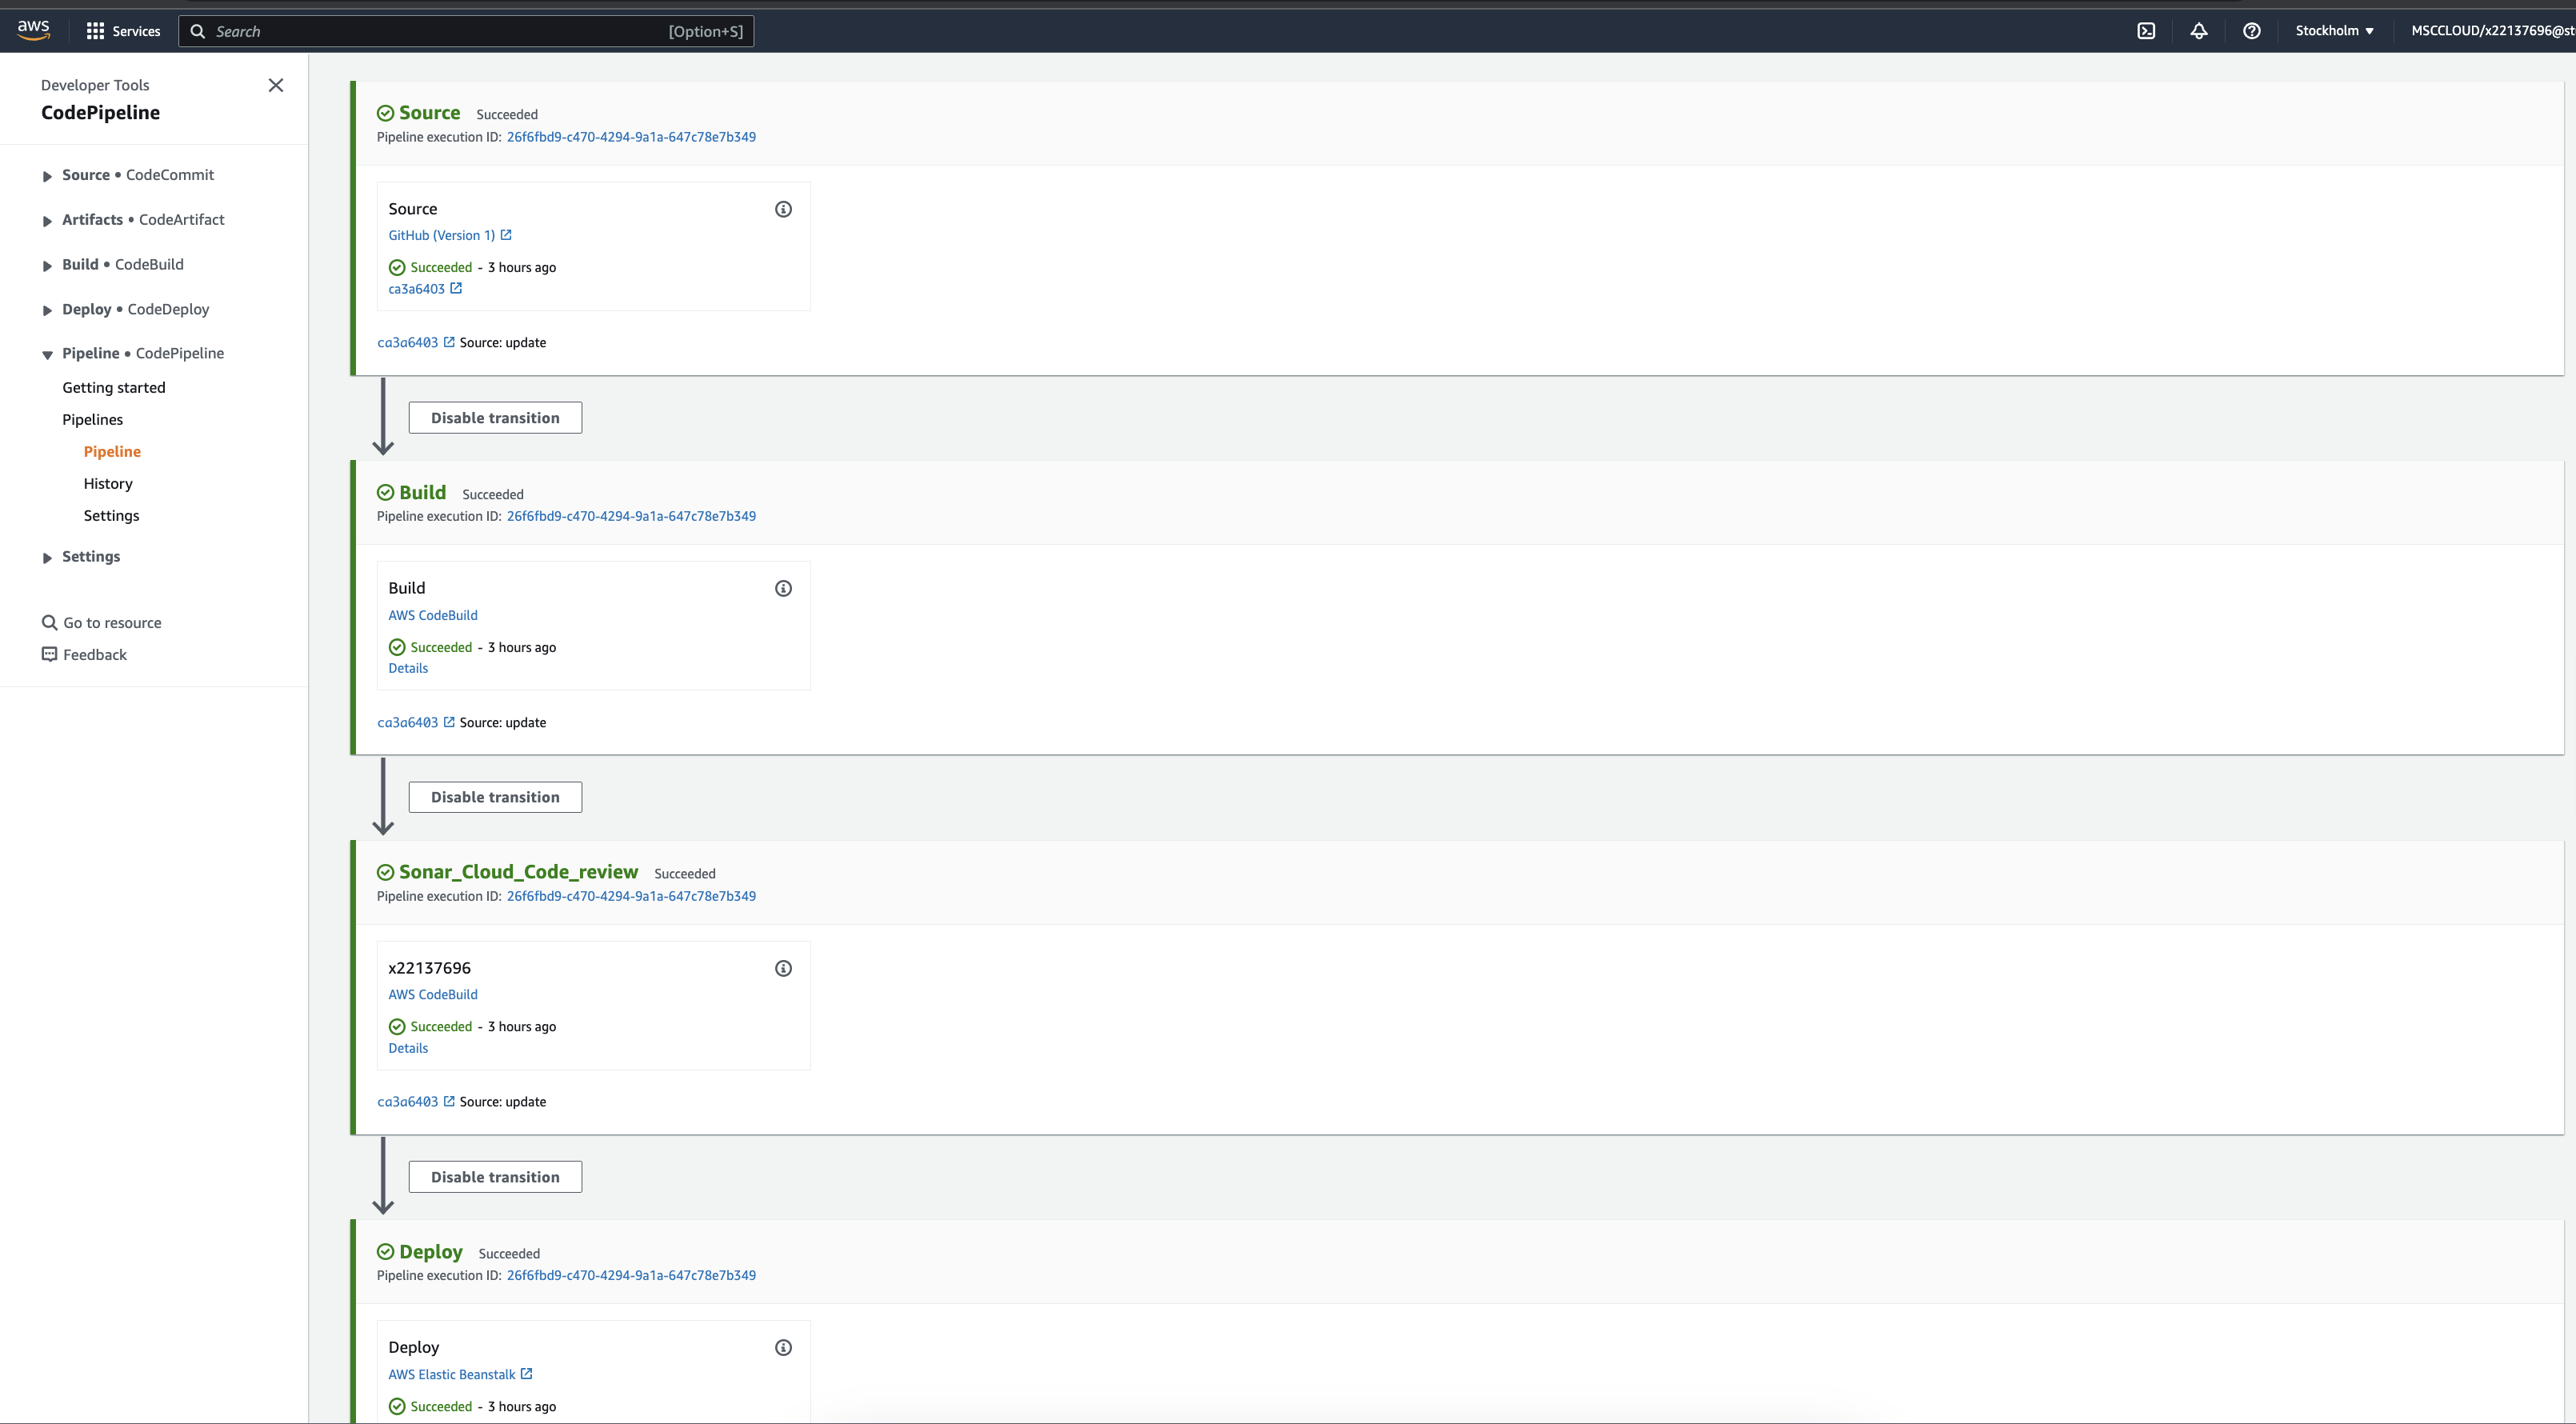 aws
Services
Search
[Option+S]
Stockholm
MSCCLOUD/x22137696@st
Developer Tools
CodePipeline
Source • CodeCommit
Artifacts • CodeArtifact
Build • CodeBuild
Deploy • CodeDeploy
Pipeline • CodePipeline
Getting started
Pipelines
Pipeline
History
Settings
Settings
Go to resource
Feedback
Source Succeeded
Pipeline execution ID: 26f6fbd9-c470-4294-9a1a-647c78e7b349
Source
GitHub (Version 1)
Succeeded - 3 hours ago
ca3a6403
ca3a6403 Source: update
Disable transition
Build Succeeded
Pipeline execution ID: 26f6fbd9-c470-4294-9a1a-647c78e7b349
Build
AWS CodeBuild
Succeeded - 3 hours ago
Details
ca3a6403 Source: update
Disable transition
Sonar_Cloud_Code_review Succeeded
Pipeline execution ID: 26f6fbd9-c470-4294-9a1a-647c78e7b349
x22137696
AWS CodeBuild
Succeeded - 3 hours ago
Details
ca3a6403 Source: update
Disable transition
Deploy Succeeded
Pipeline execution ID: 26f6fbd9-c470-4294-9a1a-647c78e7b349
Deploy
AWS Elastic Beanstalk
Succeeded - 3 hours ago